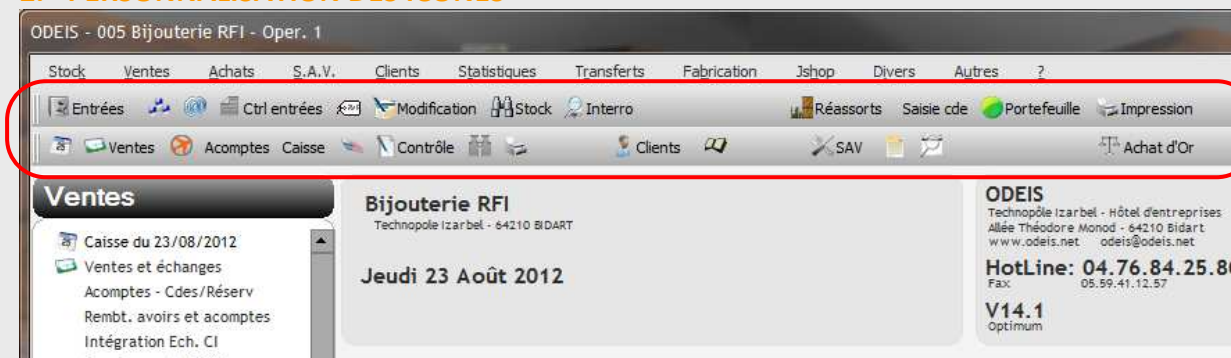 ODEIS - 005 Bijouterie RFI - Oper. 1
Stock Ventes Achats S.A.V. Clients Statistiques Transferts Fabrication Jshop Divers Autres ?
Entrées Ctrl entrées Modification Stock Interro Réassorts Saisie cde Portefeuille Impression
Ventes Acomptes Caisse Contrôle Clients SAV Achat d'Or
Ventes
Caisse du 23/08/2012
Ventes et échanges
Acomptes - Cdes/Réserv
Rembt. avoirs et acomptes
Intégration Ech. CI
Bijouterie RFI
Technopole Izarbel - 64210 BIDART
Jeudi 23 Août 2012
ODEIS
Technopôle Izarbel - Hôtel d'entreprises
Allée Théodore Monod - 64210 Bidart
www.odeis.net odeis@odeis.net
HotLine: 04.76.84.25.8
Fax 05.59.41.12.57
V14.1
Optimum